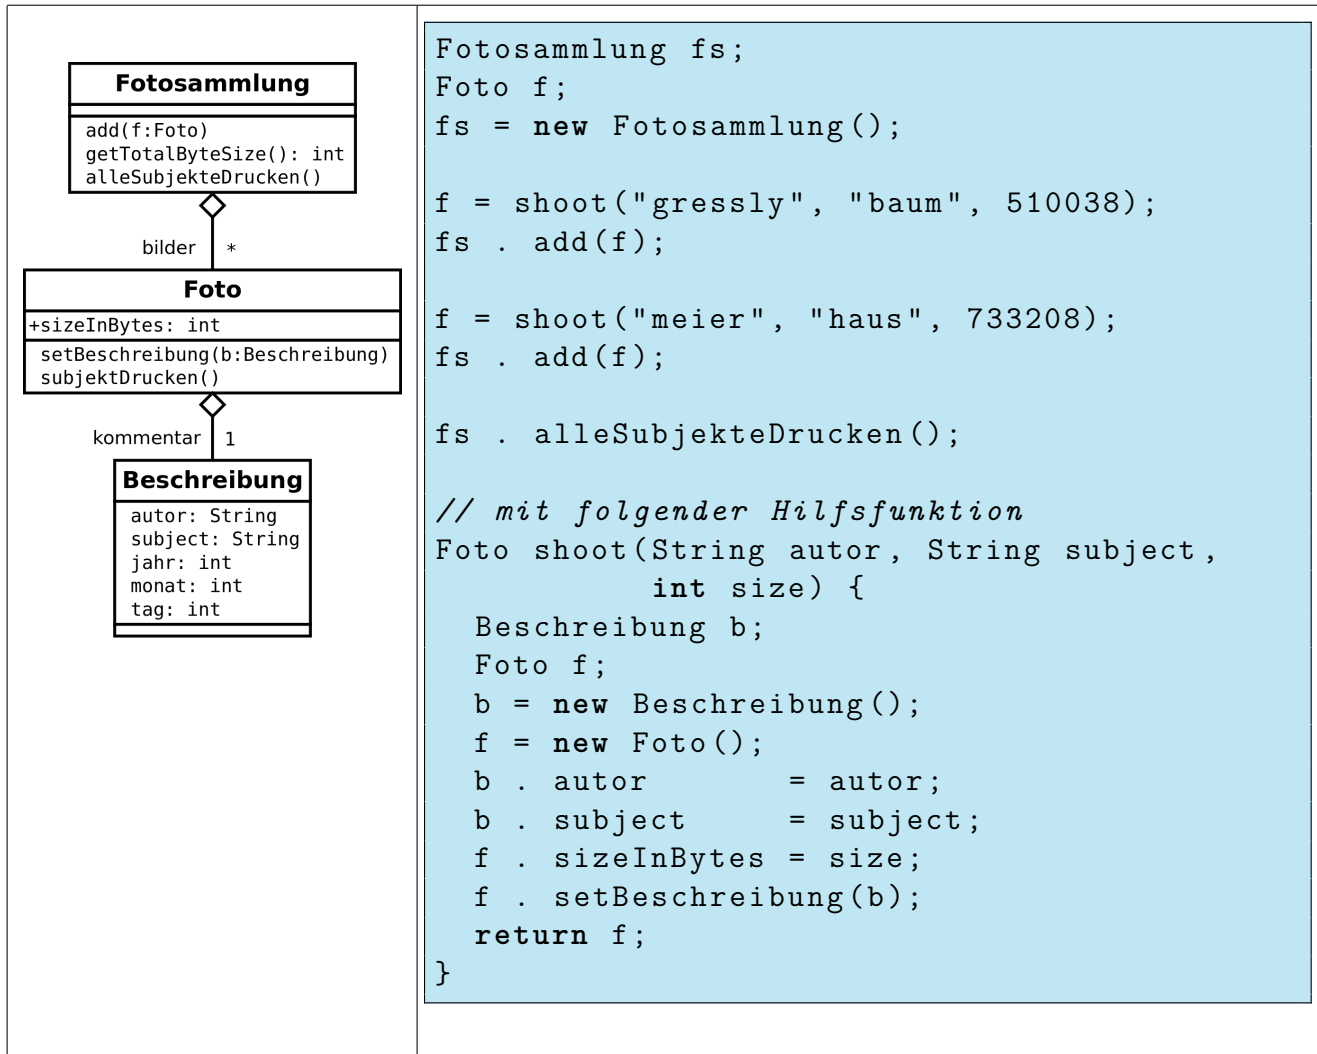 Fotosammlung
add(f:Foto)
getTotalByteSize(): int
alleSubjekteDrucken()
bilder *
Foto
+sizeInBytes: int
setBeschreibung(b:Beschreibung)
subjektDrucken()
kommentar 1
Beschreibung
autor: String
subject: String
jahr: int
monat: int
tag: int
Fotosammlung fs;
Foto f;
fs = new Fotosammlung();
f = shoot("gressly", "baum", 510038);
fs . add(f);
f = shoot("meier", "haus", 733208);
fs . add(f);
fs . alleSubjekteDrucken();
// mit folgender Hilfsfunktion
Foto shoot(String autor, String subject,
int size) {
Beschreibung b;
Foto f;
b = new Beschreibung();
f = new Foto();
b . autor = autor;
b . subject = subject;
f . sizeInBytes = size;
f . setBeschreibung(b);
return f;
}